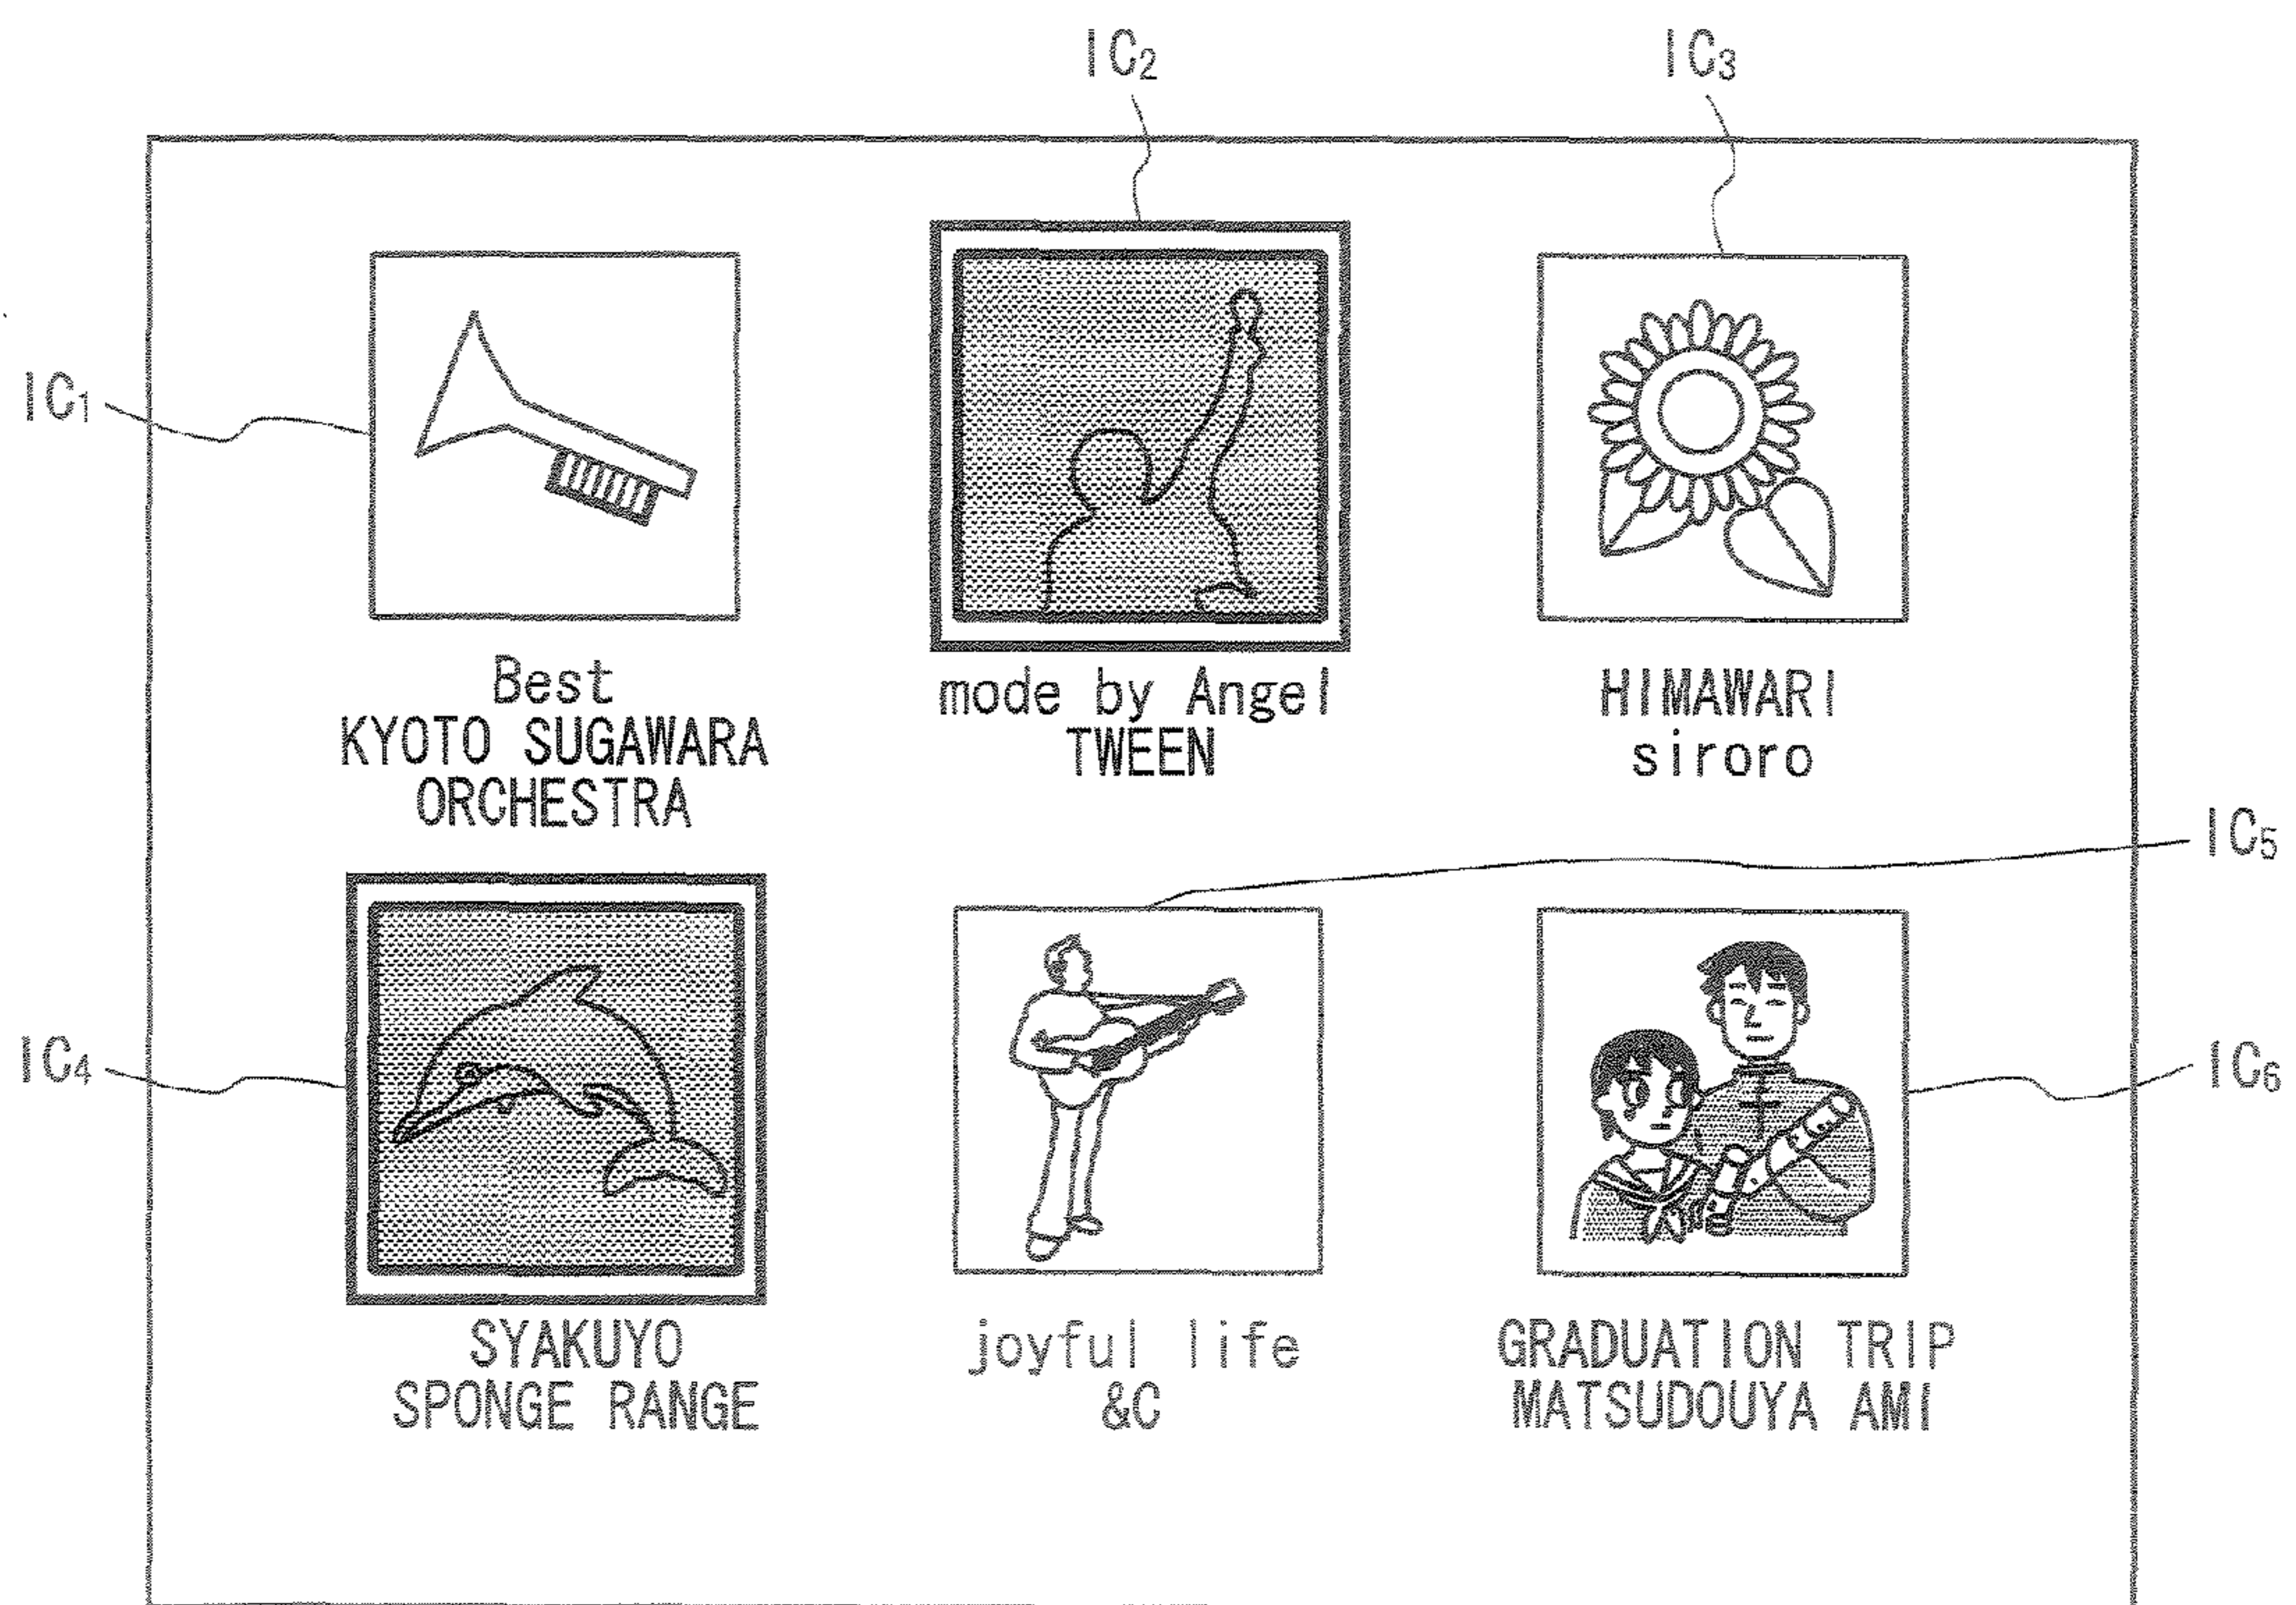 IC2
IC3
IC1
Best
KYOTO SUGAWARA
ORCHESTRA
mode by Angel
TWEEN
HIMAWARI
siroro
IC5
IC4
IC6
SYAKUYO
SPONGE RANGE
joyful life
&C
GRADUATION TRIP
MATSUDOUYA AMI